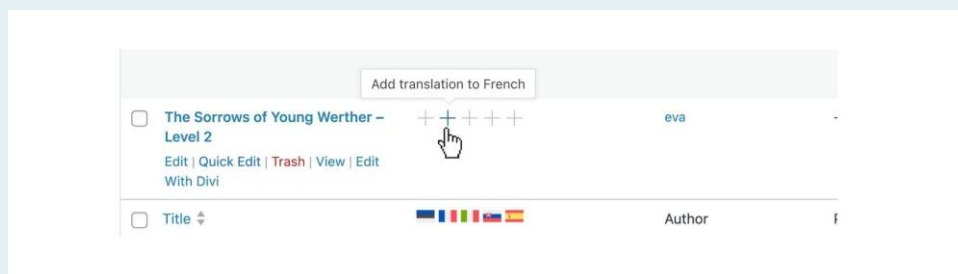 Add translation to French
The Sorrows of Young Werther – eva -
Level 2
Edit | Quick Edit | Trash | View | Edit
With Divi
Title Author